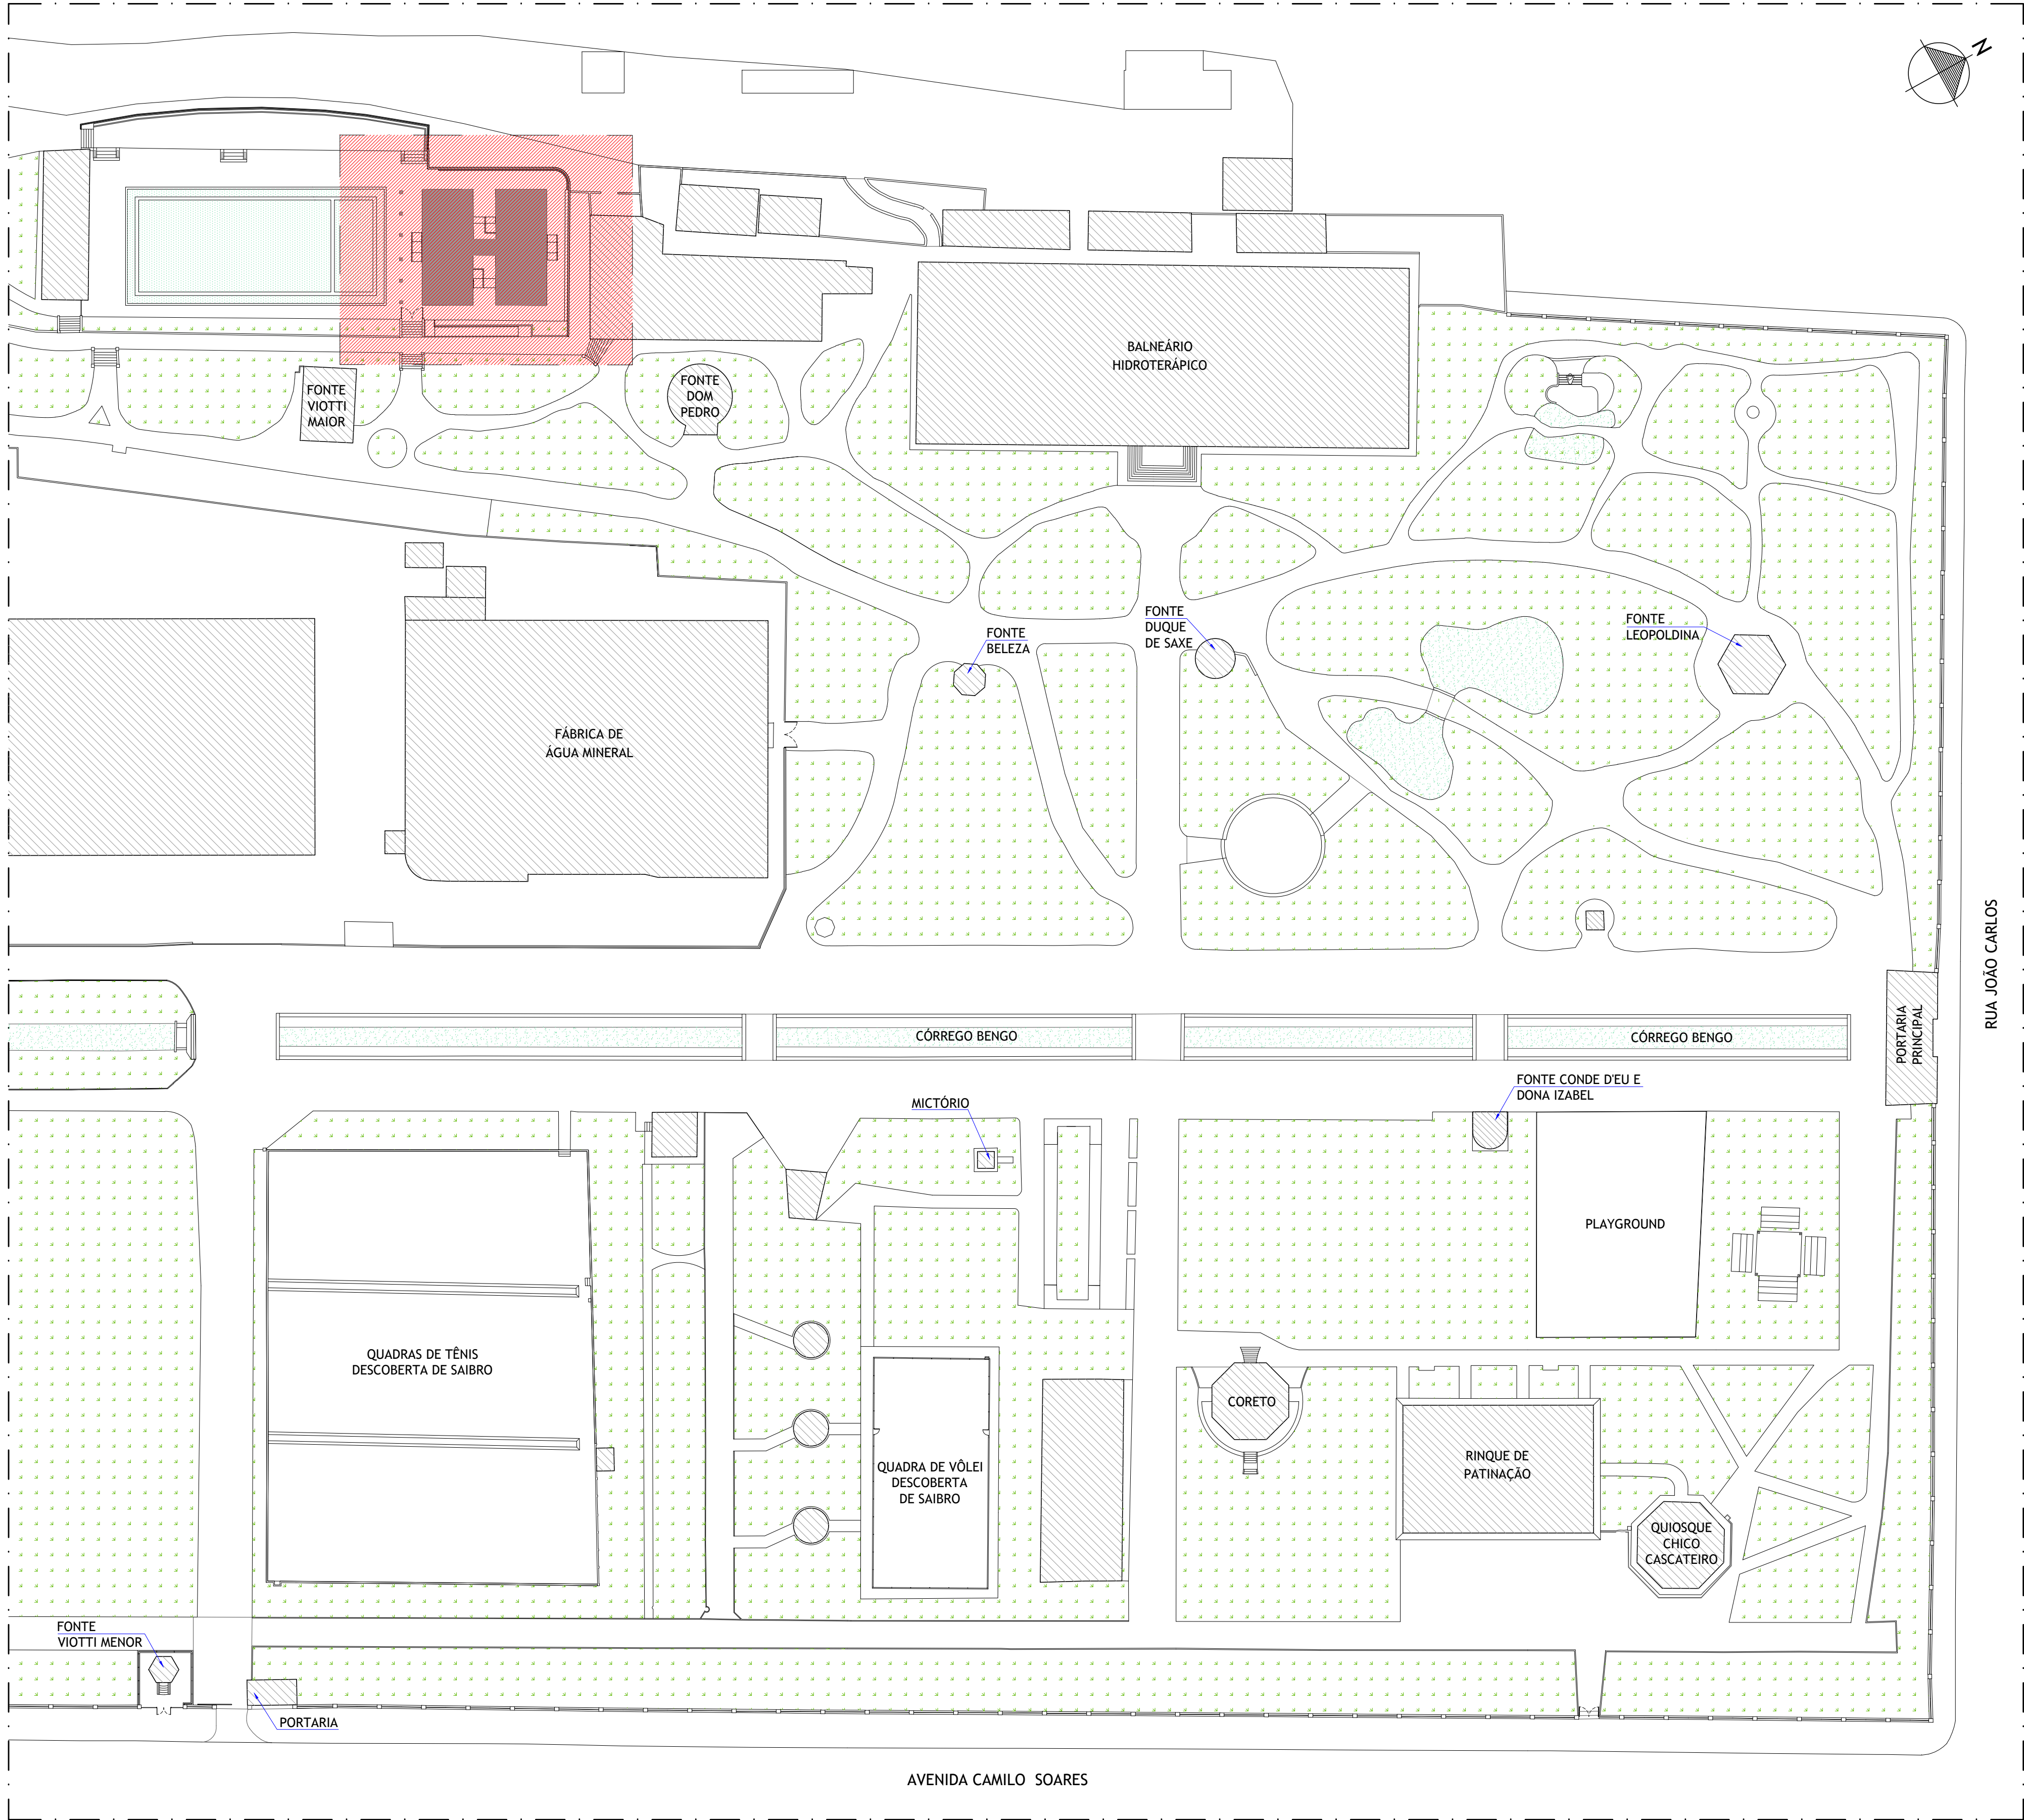 N
BALNEÁRIO
HIDROTERÁPICO
FONTE
VIOTTI
MAIOR
FONTE
DOM
PEDRO
FONTE
DUQUE
DE SAXE
FONTE
LEOPOLDINA
FONTE
BELEZA
FÁBRICA DE
ÁGUA MINERAL
RUA JOÃO CARLOS
PORTARIA
PRINCIPAL
CÓRREGO BENGO
CÓRREGO BENGO
FONTE CONDE D'EU E
DONA IZABEL
MICTÓRIO
PLAYGROUND
QUADRAS DE TÊNIS
DESCOBERTA DE SAIBRO
CORETO
QUADRA DE VÔLEI
DESCOBERTA
DE SAIBRO
RINQUE DE
PATINAÇÃO
QUIOSQUE
CHICO
CASCATEIRO
FONTE
VIOTTI MENOR
PORTARIA
AVENIDA CAMILO SOARES